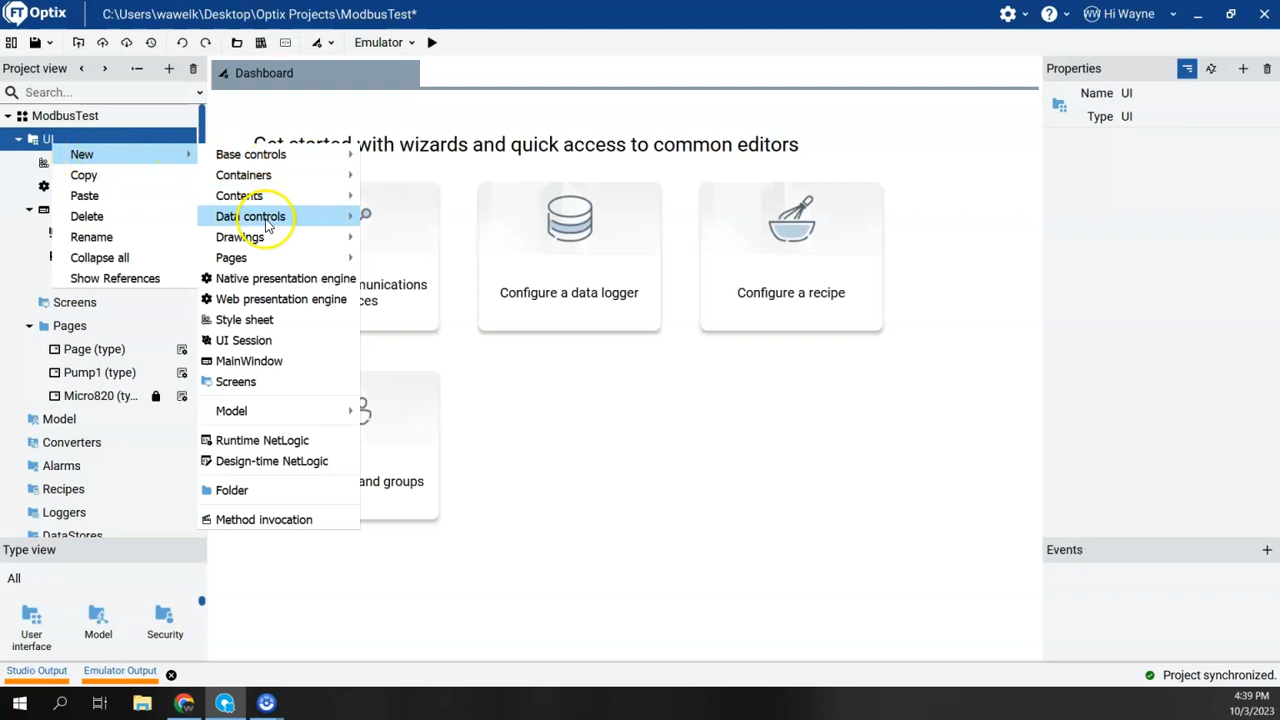 FT Optix
C:\Users\wawelk\Desktop\Optix Projects\ModbusTest*
WW Hi Wayne
Emulator
Project view
Dashboard
Properties
Search...
Name UI
ModbusTest
Type UI
UI
Get started with wizards and quick access to common editors
New
Copy
Paste
Delete
Rename
Collapse all
Show References
Base controls
Containers
Contents
Data controls
Drawings
Pages
Native presentation engine
Web presentation engine
Style sheet
UI Session
MainWindow
Screens
Model
Runtime NetLogic
Design-time NetLogic
Folder
Method invocation
Configure a data logger
Configure a recipe
and groups
Screens
Pages
Page (type)
Pump1 (type)
Micro820 (ty...
Model
Converters
Alarms
Recipes
Loggers
DataStores
Type view
Events
All
User interface
Model
Security
Studio Output
Emulator Output
Project synchronized.
4:39 PM
10/3/2023